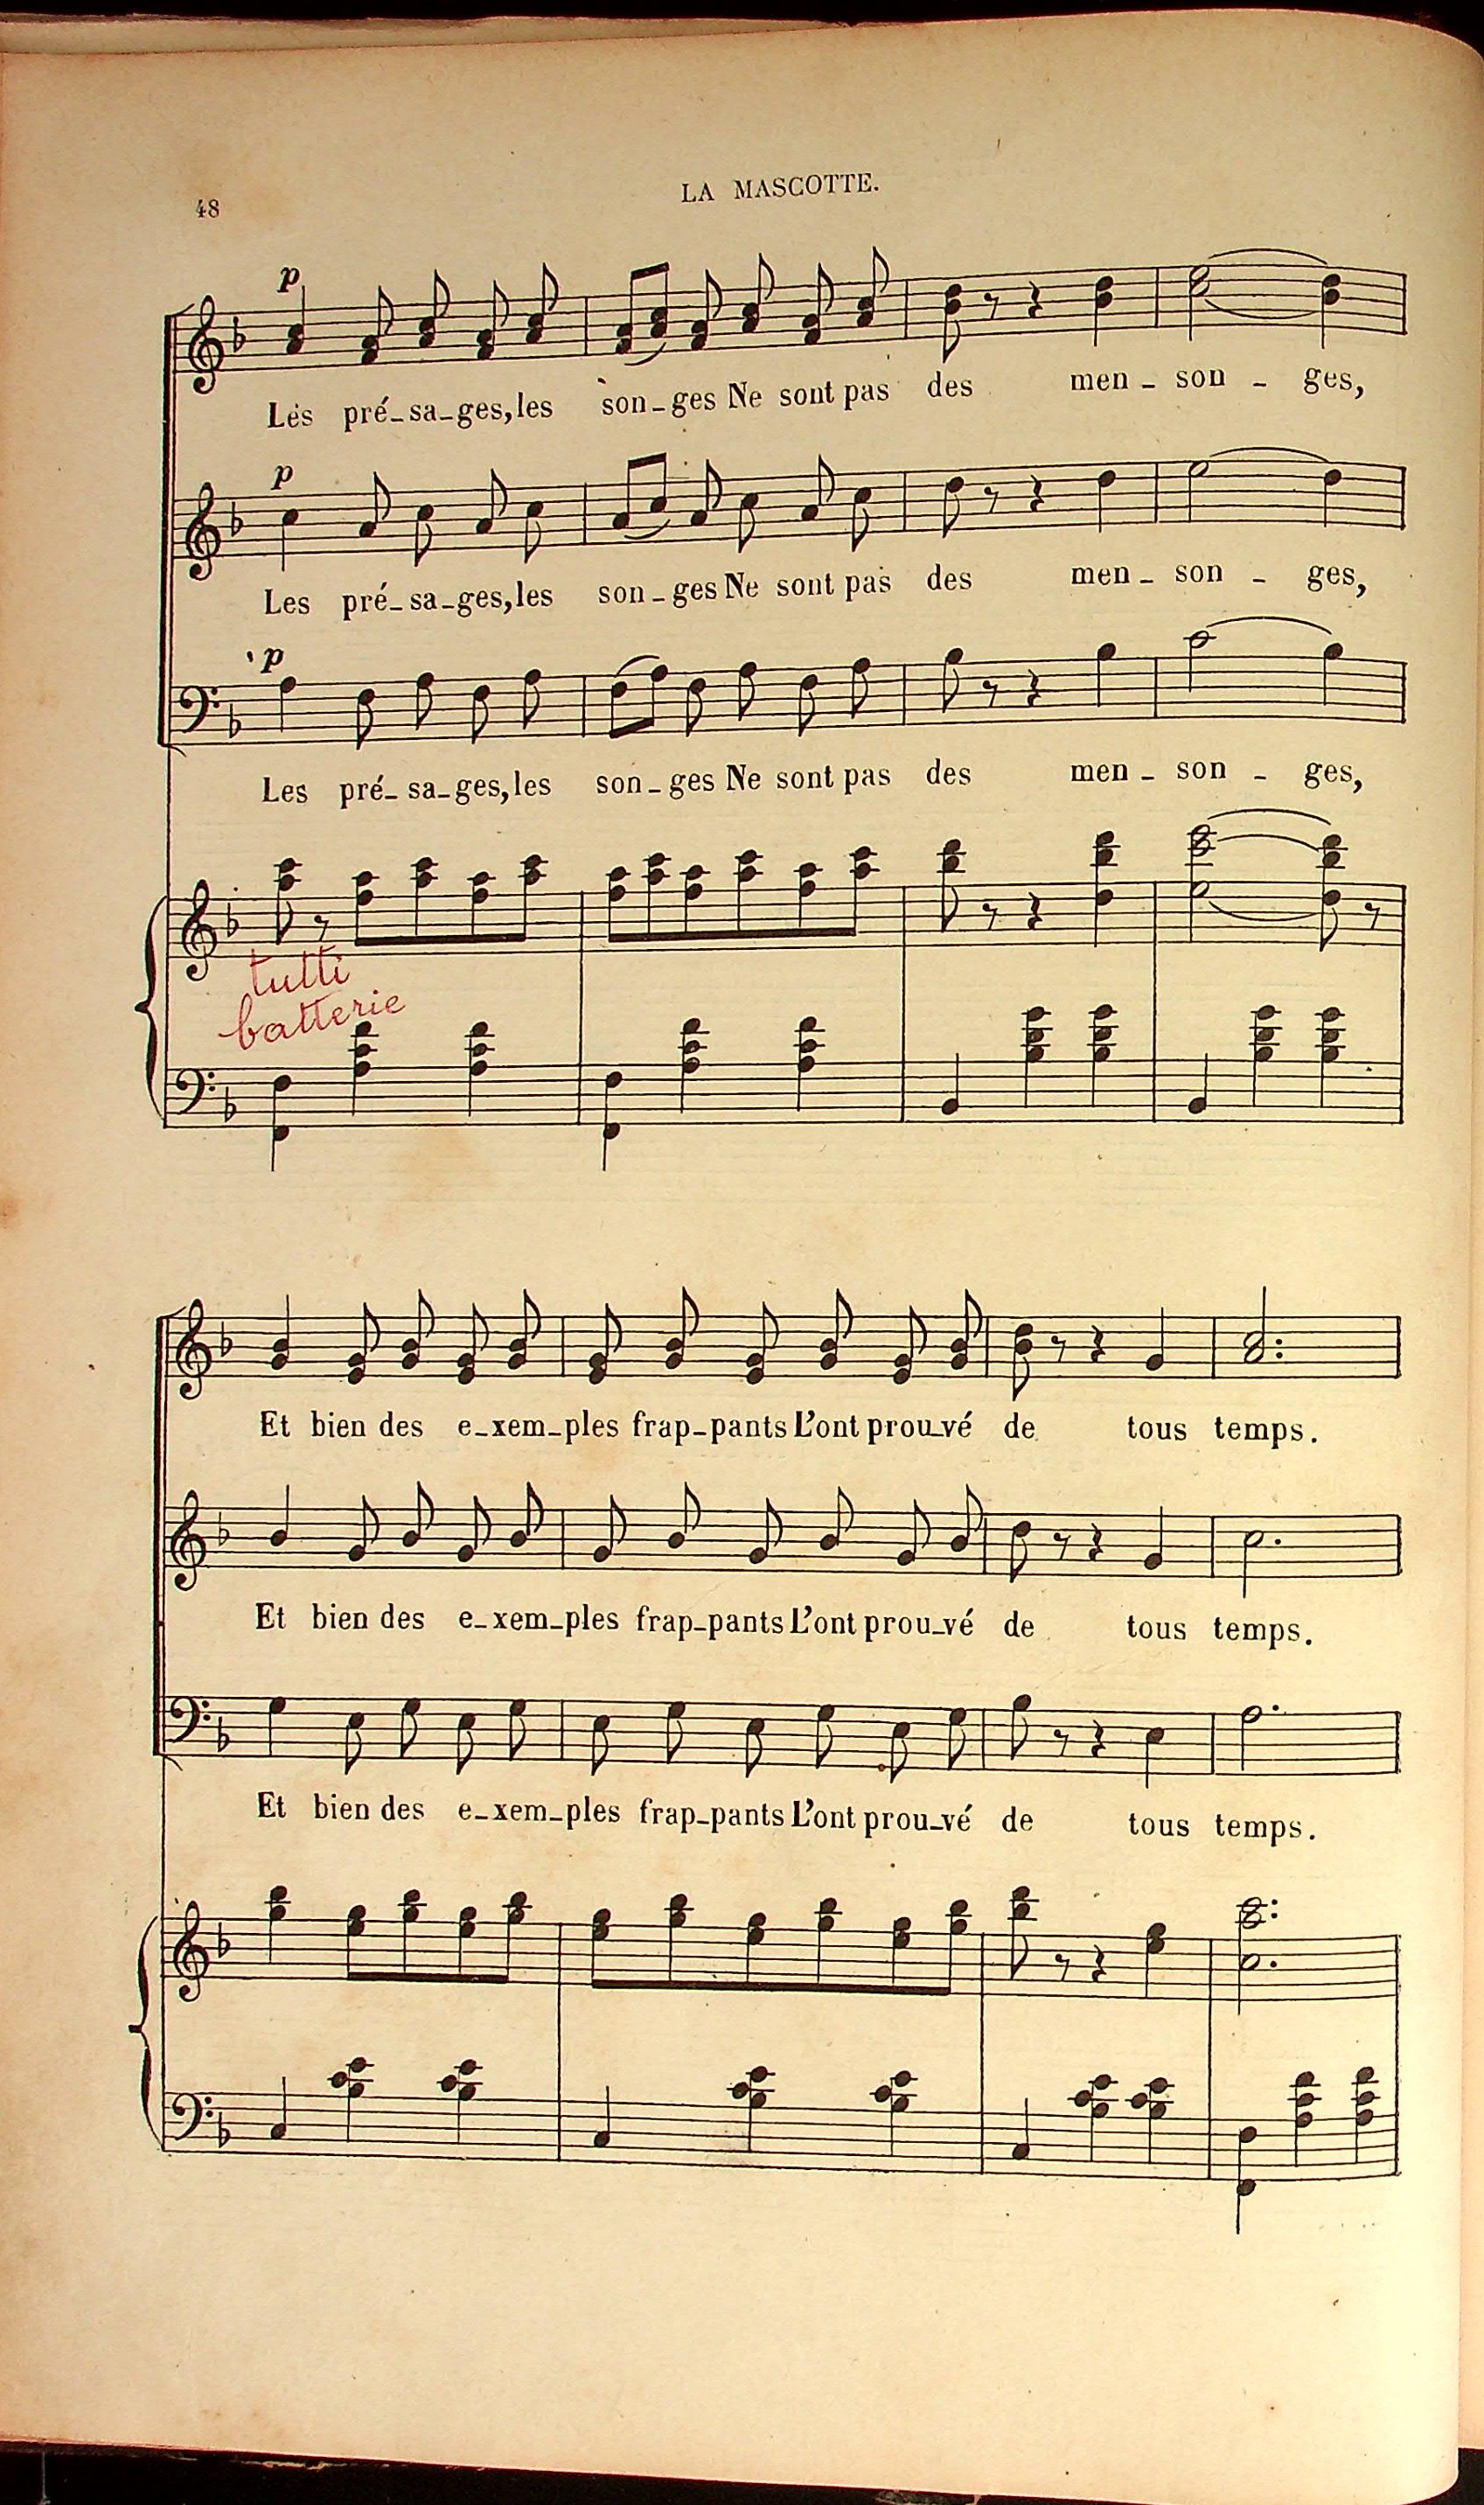 48
LA MASCOTTE.
p
Les pré_sa_ges, les son_ges Ne sont pas des men_son_ges,
p
Les pré_sa_ges, les son_ges Ne sont pas des men_son_ges,
p
Les pré_sa_ges, les son_ges Ne sont pas des men_son_ges,
tutti
batterie
Et bien des e_xem_ples frap_pants L'ont prou_vé de tous temps.
Et bien des e_xem_ples frap_pants L'ont prou_vé de tous temps.
Et bien des e_xem_ples frap_pants L'ont prou_vé de tous temps.